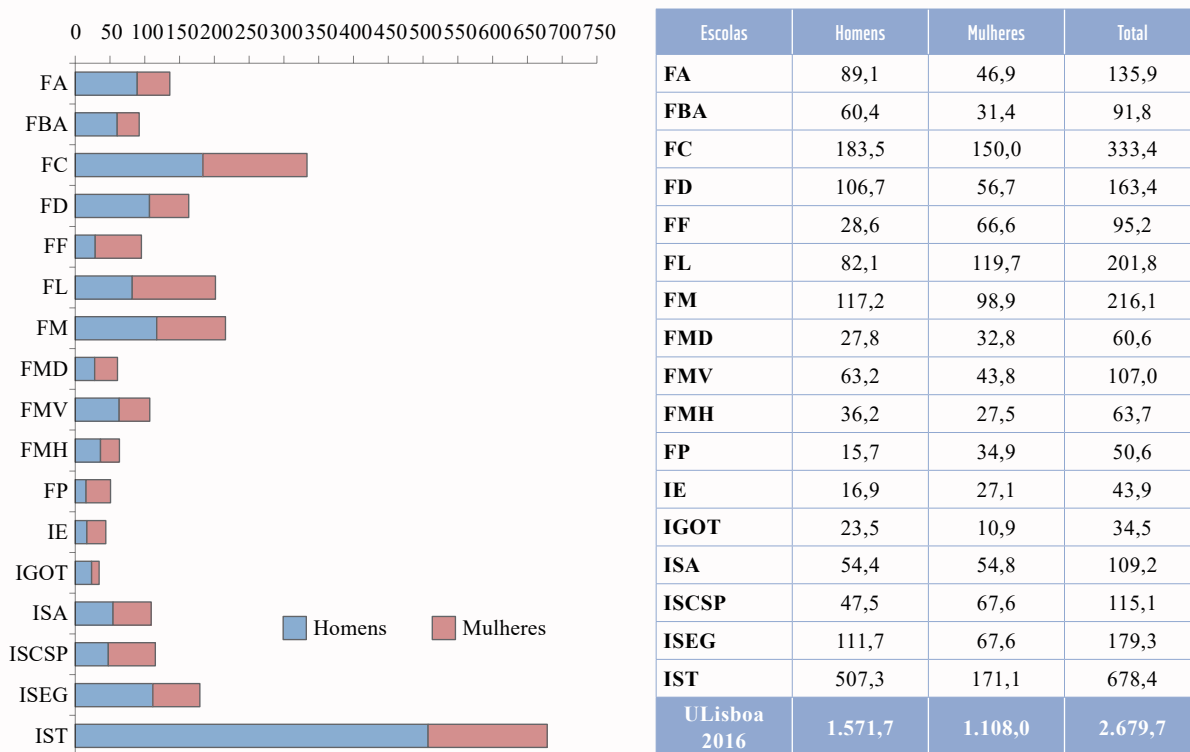 0 50 100 150 200 250 300 350 400 450 500 550 600 650 700 750
FA
FBA
FC
FD
FF
FL
FM
FMD
FMV
FMH
FP
IE
IGOT
ISA
ISCSP
ISEG
IST
Homens Mulheres
Escolas Homens Mulheres Total
FA 89,1 46,9 135,9
FBA 60,4 31,4 91,8
FC 183,5 150,0 333,4
FD 106,7 56,7 163,4
FF 28,6 66,6 95,2
FL 82,1 119,7 201,8
FM 117,2 98,9 216,1
FMD 27,8 32,8 60,6
FMV 63,2 43,8 107,0
FMH 36,2 27,5 63,7
FP 15,7 34,9 50,6
IE 16,9 27,1 43,9
IGOT 23,5 10,9 34,5
ISA 54,4 54,8 109,2
ISCSP 47,5 67,6 115,1
ISEG 111,7 67,6 179,3
IST 507,3 171,1 678,4
ULisboa
2016 1.571,7 1.108,0 2.679,7